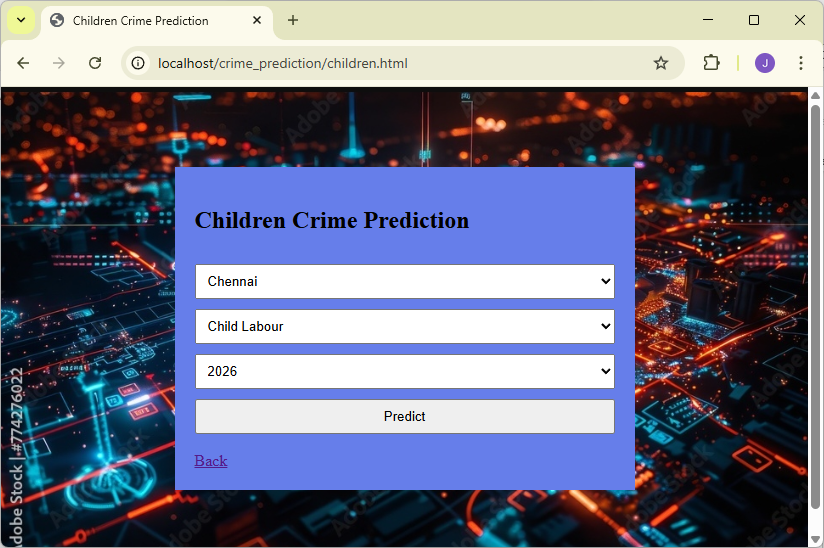 Children Crime Prediction
localhost/crime_prediction/children.html
J
Children Crime Prediction
Chennai
Child Labour
2026
Predict
Back
Adobe Stock | #774276022